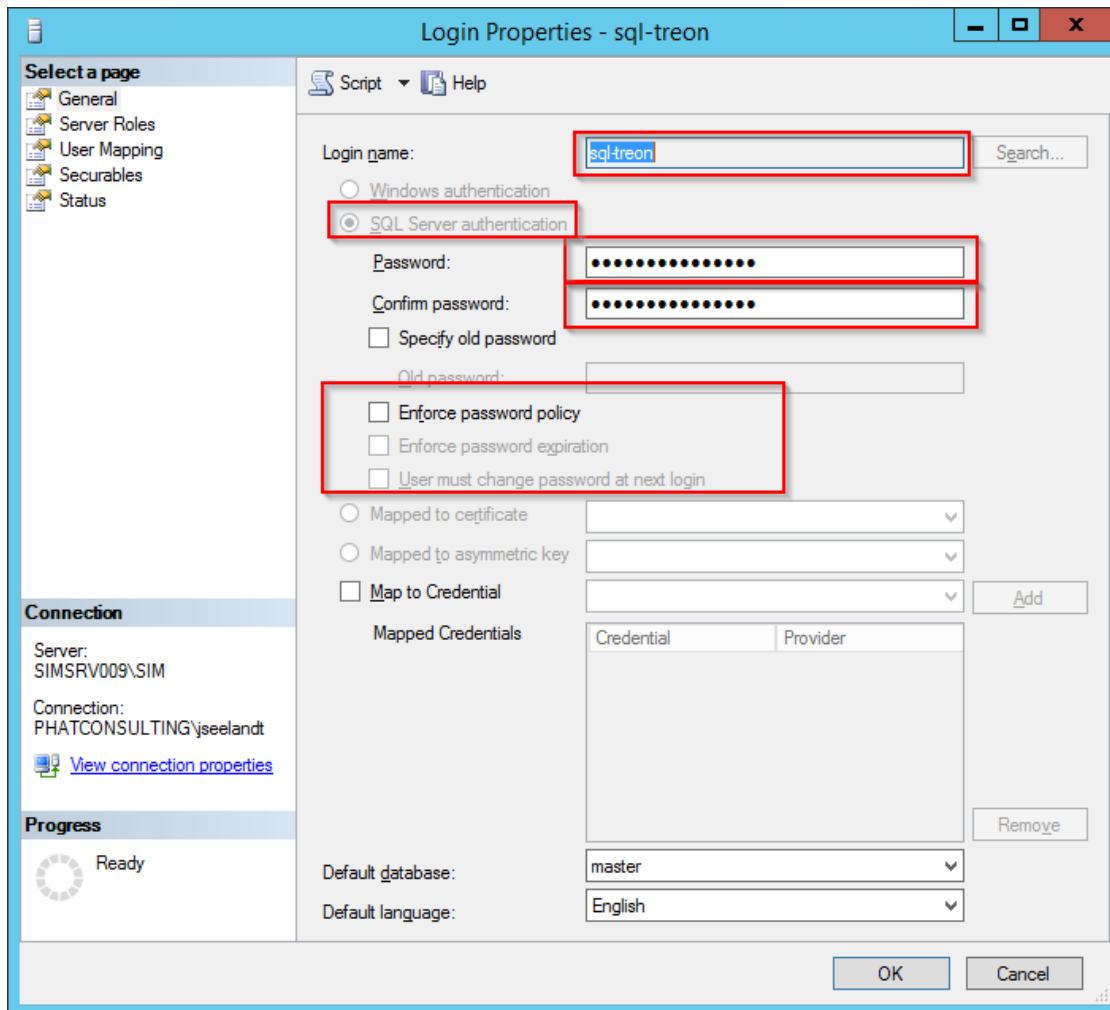 Login Properties - sql-treon
Select a page
General
Server Roles
User Mapping
Securables
Status
Script Help
Login name: sql-treon Search...
Windows authentication
SQL Server authentication
Password: •••••••••••••••
Confirm password: •••••••••••••••
Specify old password
Old password:
Enforce password policy
Enforce password expiration
User must change password at next login
Mapped to certificate
Mapped to asymmetric key
Map to Credential Add
Mapped Credentials Credential Provider
Remove
Default database: master
Default language: English
Connection
Server:
SIMSRV009\SIM
Connection:
PHATCONSULTING\jseelandt
View connection properties
Progress
Ready
OK Cancel